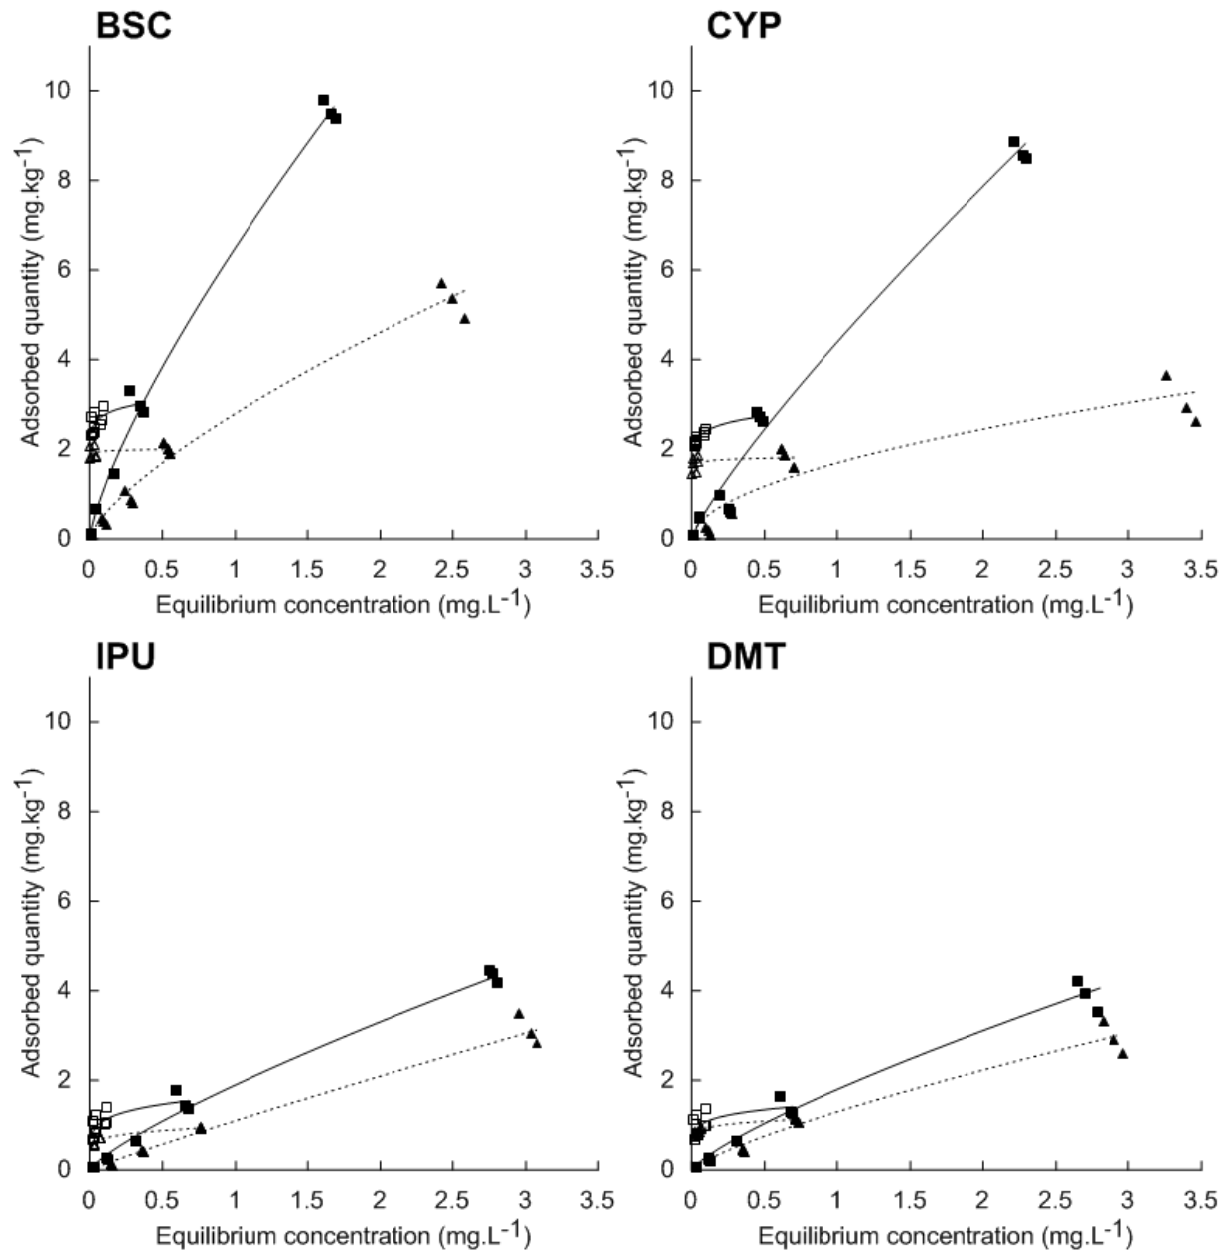 BSC
Adsorbed quantity (mg.kg⁻¹)
10
8
6
4
2
0
0 0.5 1 1.5 2 2.5 3 3.5
Equilibrium concentration (mg.L⁻¹)
CYP
Adsorbed quantity (mg.kg⁻¹)
10
8
6
4
2
0
0 0.5 1 1.5 2 2.5 3 3.5
Equilibrium concentration (mg.L⁻¹)
IPU
Adsorbed quantity (mg.kg⁻¹)
10
8
6
4
2
0
0 0.5 1 1.5 2 2.5 3 3.5
Equilibrium concentration (mg.L⁻¹)
DMT
Adsorbed quantity (mg.kg⁻¹)
10
8
6
4
2
0
0 0.5 1 1.5 2 2.5 3 3.5
Equilibrium concentration (mg.L⁻¹)